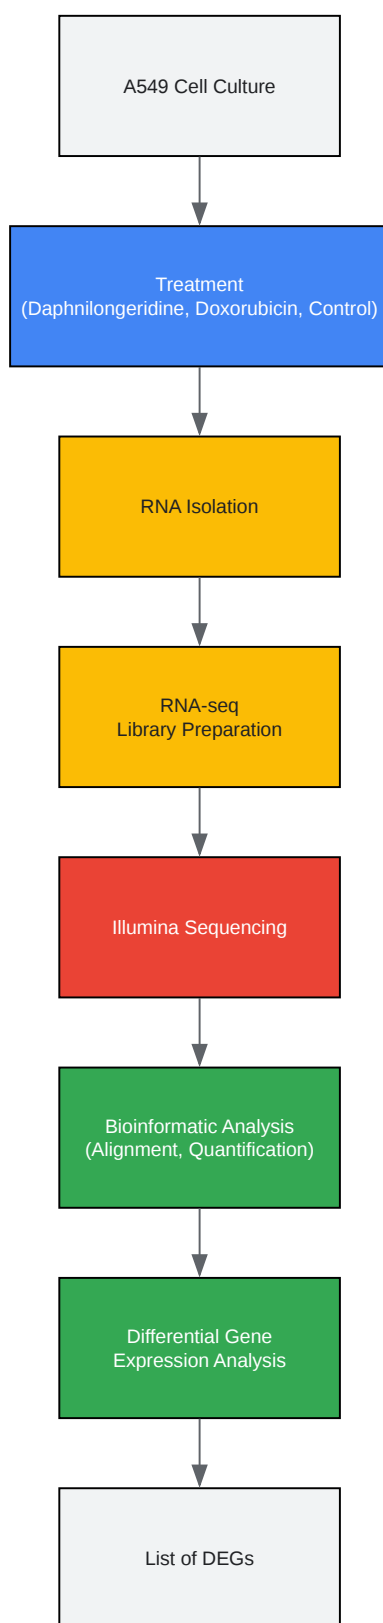 A549 Cell Culture
Treatment
(Daphnilongeridine, Doxorubicin, Control)
RNA Isolation
RNA-seq
Library Preparation
Illumina Sequencing
Bioinformatic Analysis
(Alignment, Quantification)
Differential Gene
Expression Analysis
List of DEGs